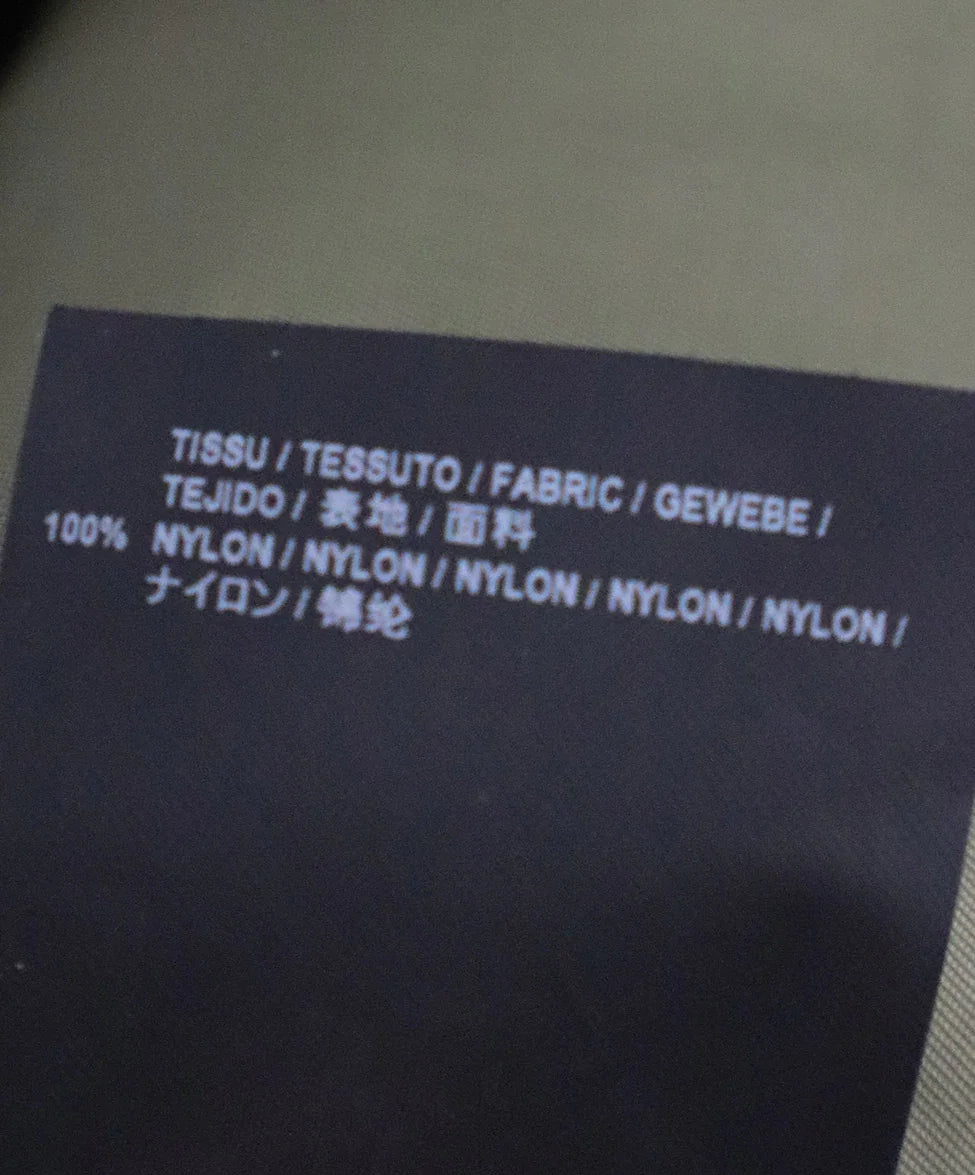 TISSU / TESSUTO / FABRIC / GEWEBE /
TEJIDO / 表地 / 面料
100% NYLON / NYLON / NYLON / NYLON / NYLON /
ナイロン / 锦纶